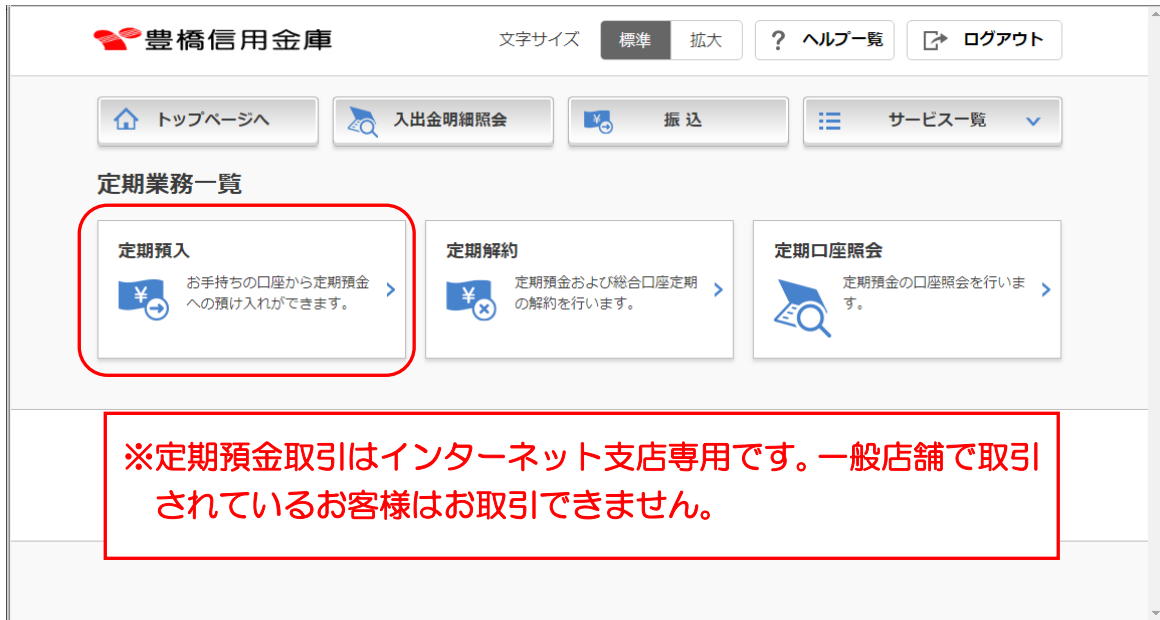 豊橋信用金庫
文字サイズ 標準 拡大 ? ヘルプ一覧 ログアウト
トップページへ 入出金明細照会 ¥ 振込 サービス一覧
定期業務一覧
定期預入
¥
お手持ちの口座から定期預金
への預け入れができます。
定期解約
¥
定期預金および総合口座定期
の解約を行います。
定期口座照会
定期預金の口座照会を行いま
す。
※定期預金取引はインターネット支店専用です。一般店舗で取引
されているお客様はお取引できません。